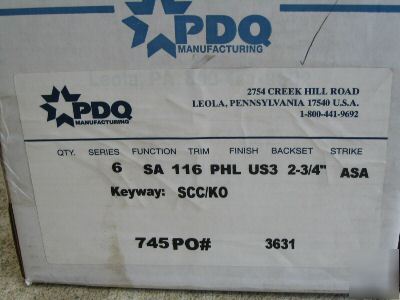 PDQ
MANUFACTURING
PDQ
MANUFACTURING
2754 CREEK HILL ROAD
LEOLA, PENNSYLVANIA 17540 U.S.A.
1-800-441-9692
QTY. SERIES FUNCTION TRIM FINISH BACKSET STRIKE
6 SA 116 PHL US3 2-3/4" ASA
Keyway: SCC/KO
745 PO# 3631